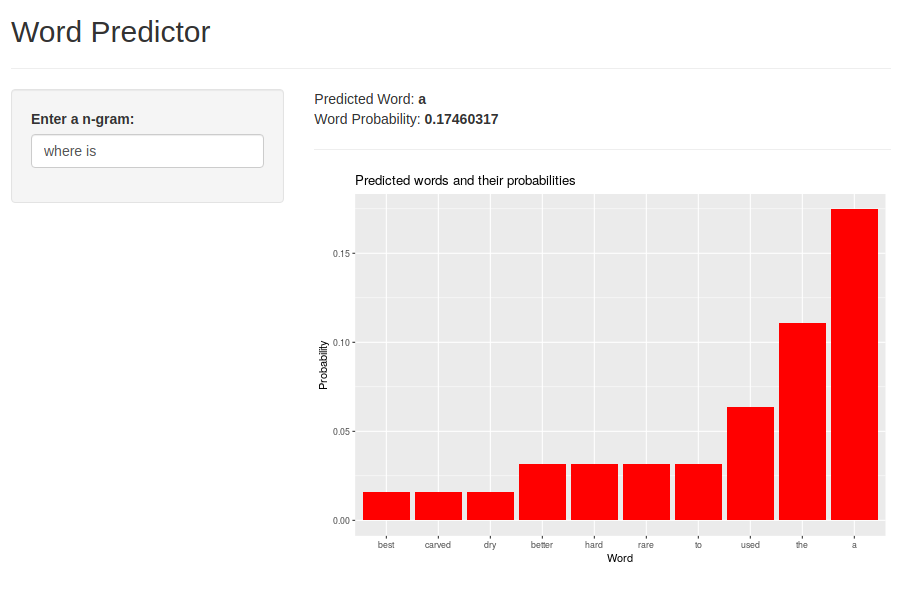 Word Predictor
Enter a n-gram:
where is
Predicted Word: a
Word Probability: 0.17460317
Predicted words and their probabilities
Probability
0.15
0.10
0.05
0.00
best carved dry better hard rare to used the a
Word